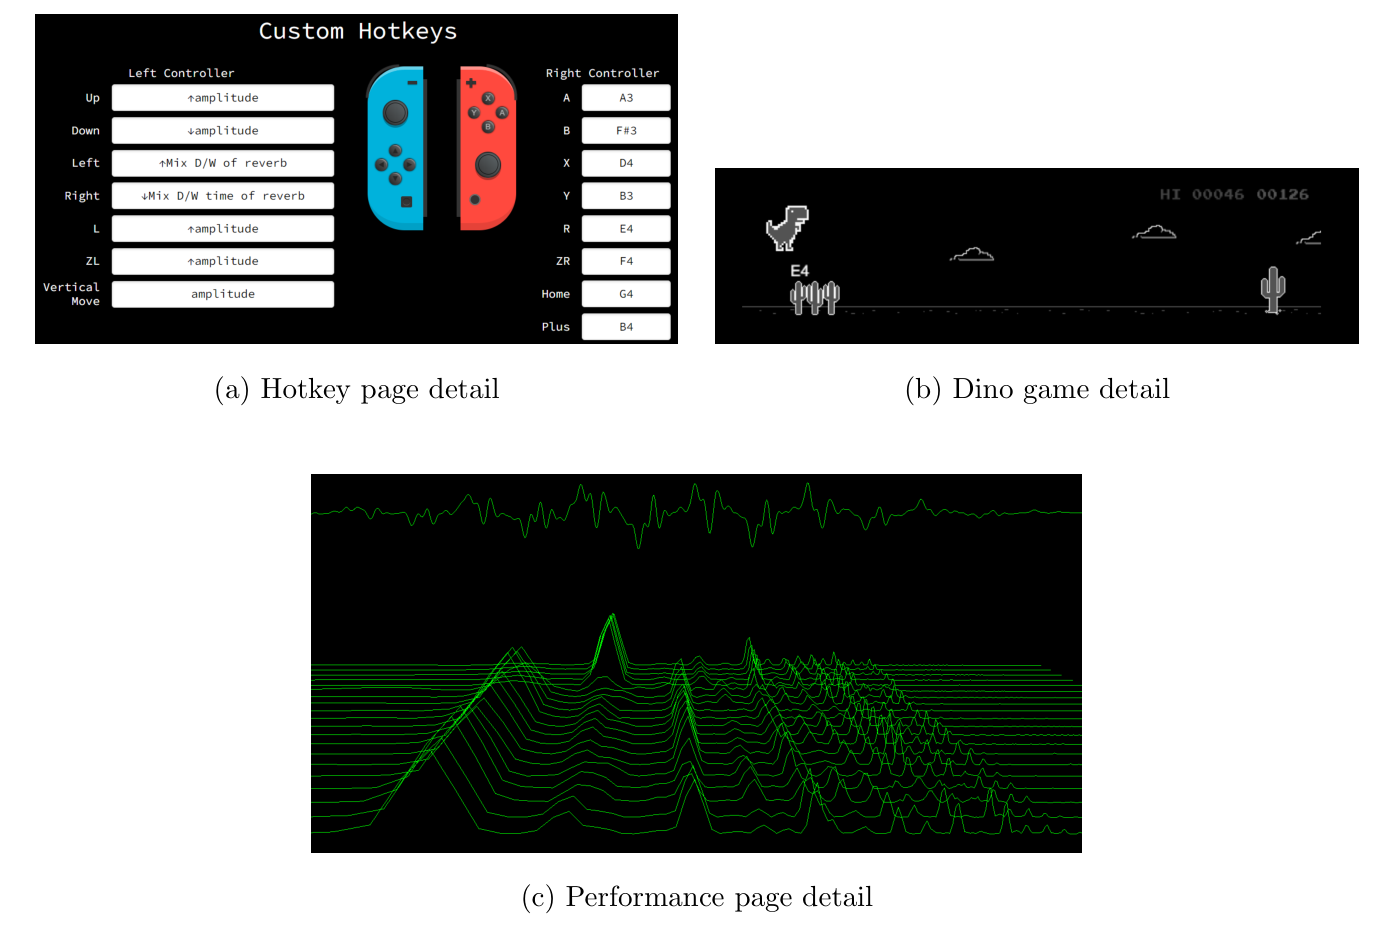 Custom Hotkeys
Left Controller
Up ↑amplitude
Down ↓amplitude
Left ↑Mix D/W of reverb
Right ↓Mix D/W time of reverb
L ↑amplitude
ZL ↑amplitude
Vertical
Move amplitude
X
Y A
B
Right Controller
A A3
B F#3
X D4
Y B3
R E4
ZR F4
Home G4
Plus B4
(a) Hotkey page detail
HI 00046 00126
E4
(b) Dino game detail
(c) Performance page detail